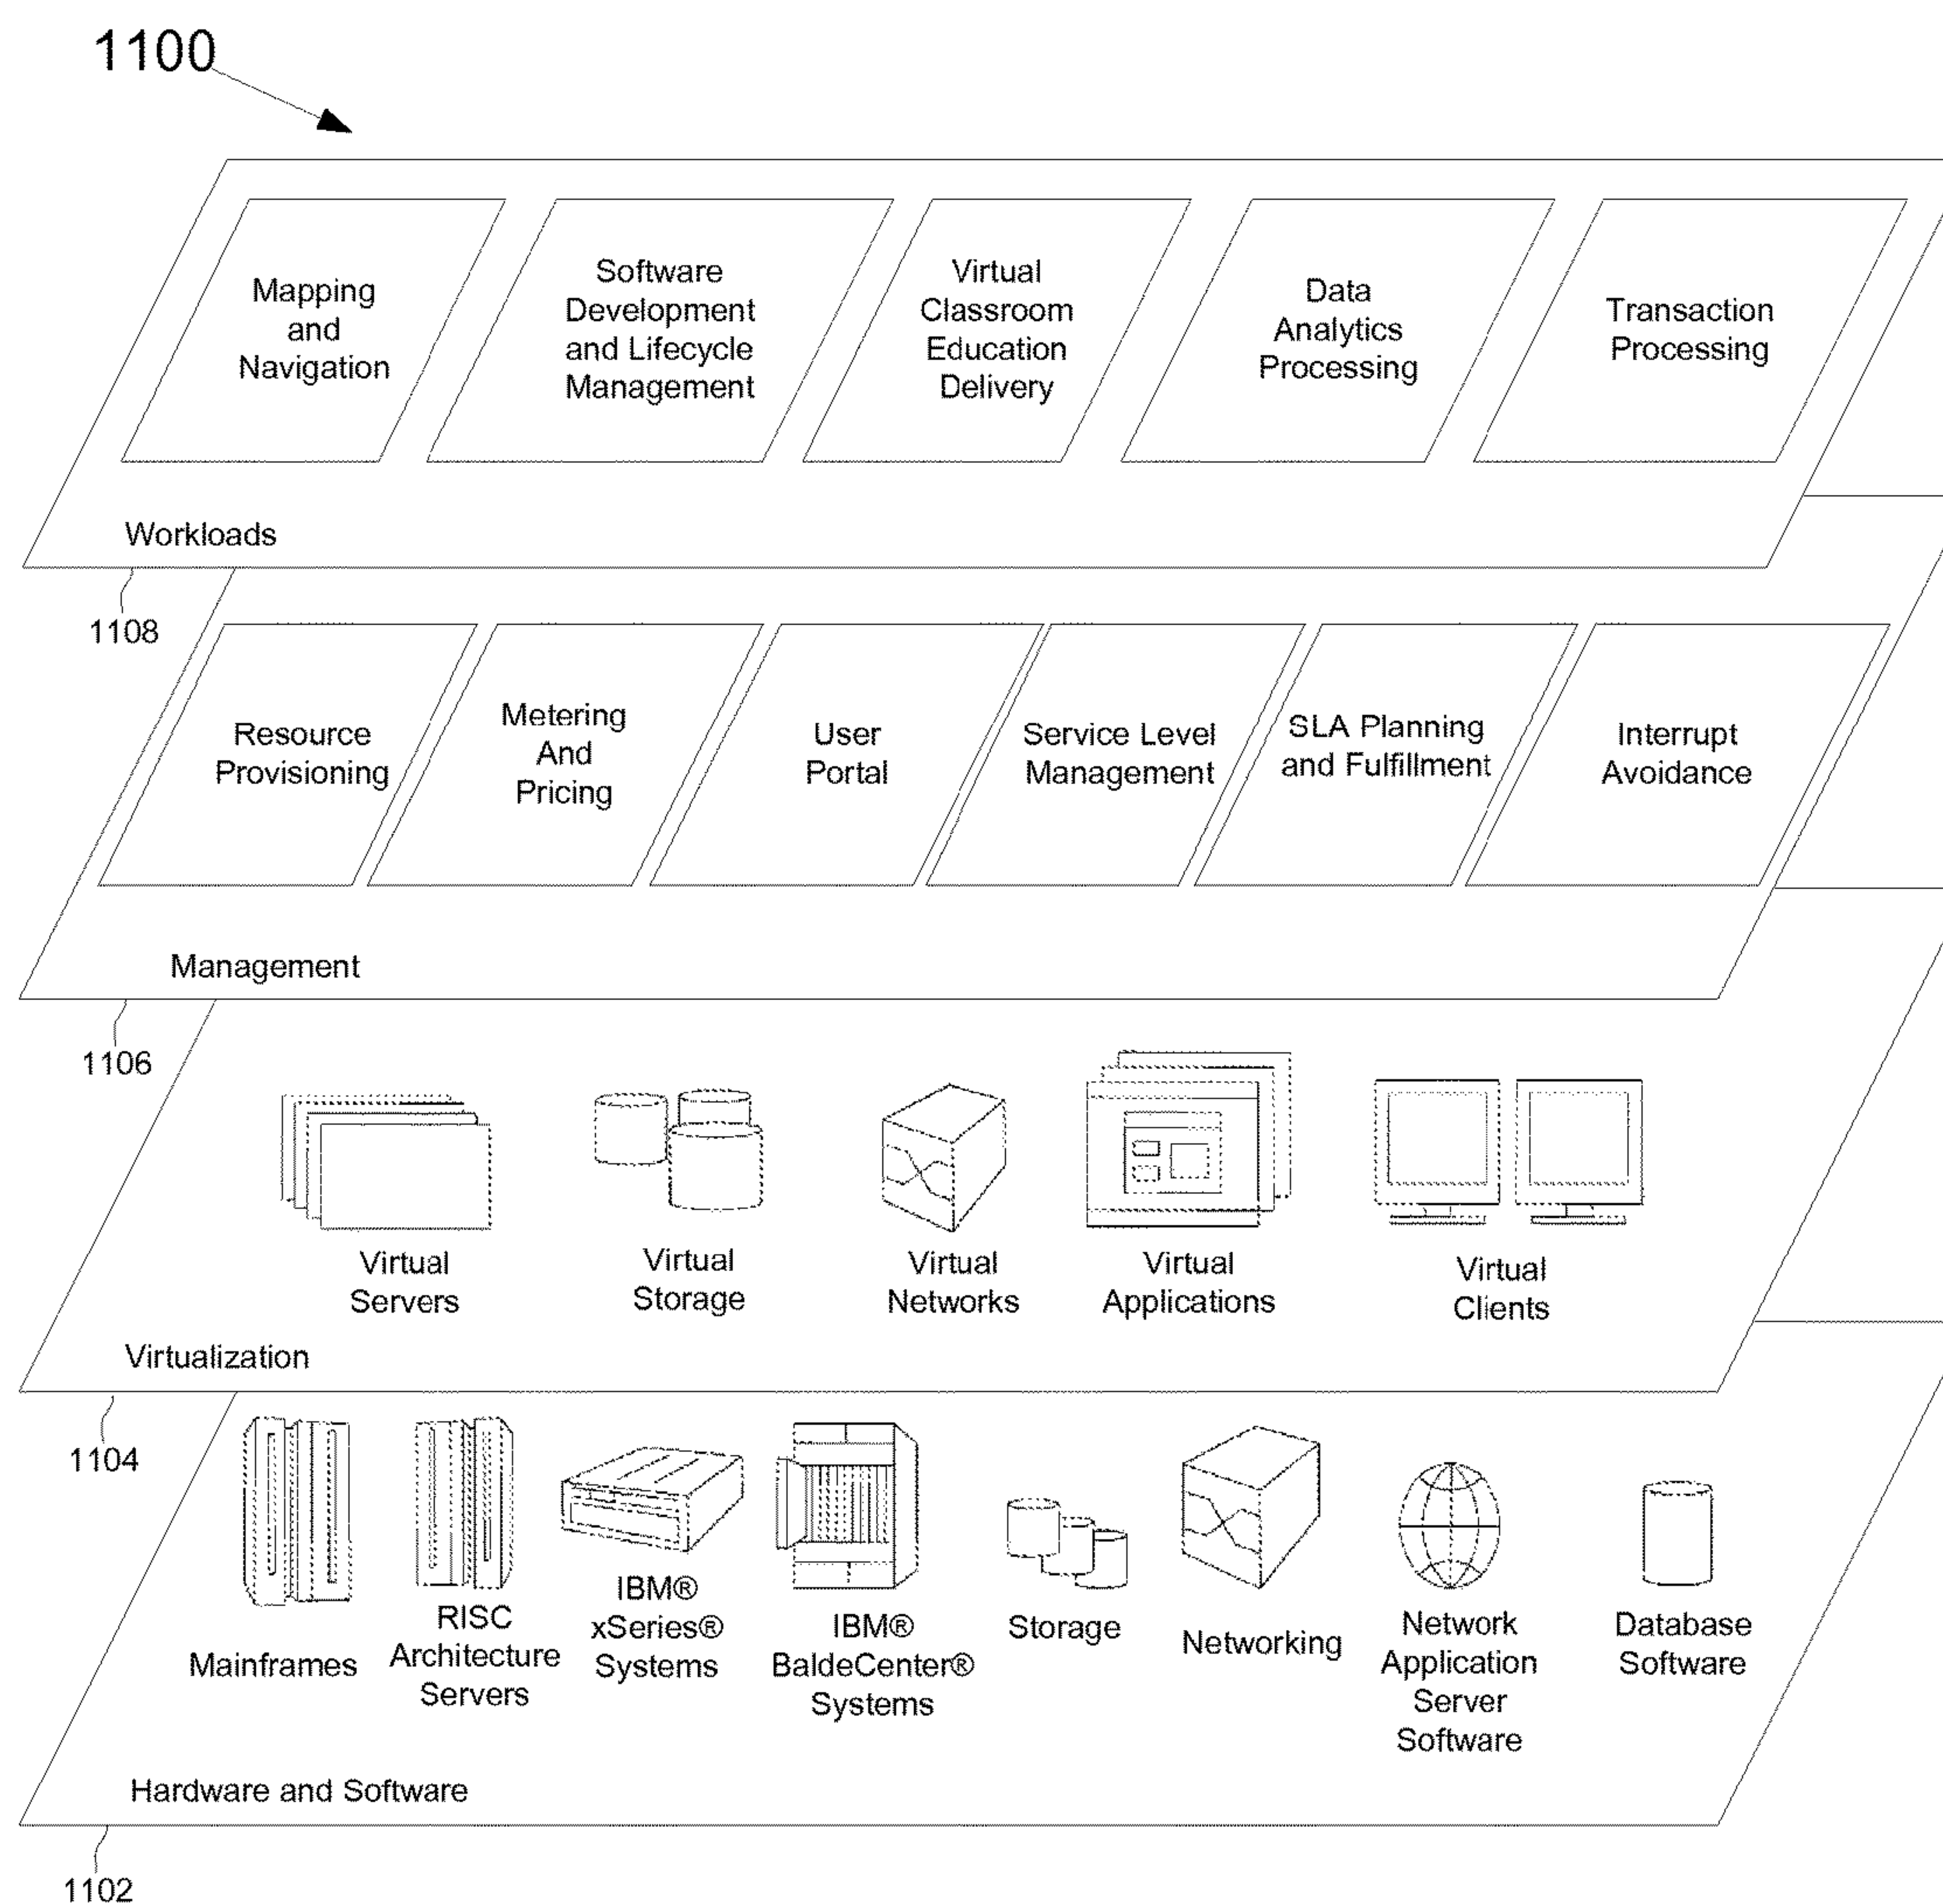 1100
Mapping
and
Navigation
Software
Development
and Lifecycle
Management
Virtual
Classroom
Education
Delivery
Data
Analytics
Processing
Transaction
Processing
Workloads
1108
Resource
Provisioning
Metering
And
Pricing
User
Portal
Service Level
Management
SLA Planning
and Fulfillment
Interrupt
Avoidance
Management
1106
Virtual
Servers
Virtual
Storage
Virtual
Networks
Virtual
Applications
Virtual
Clients
Virtualization
1104
Mainframes
RISC
Architecture
Servers
IBM®
xSeries®
Systems
IBM®
BaldeCenter®
Systems
Storage
Networking
Network
Application
Server
Software
Database
Software
Hardware and Software
1102